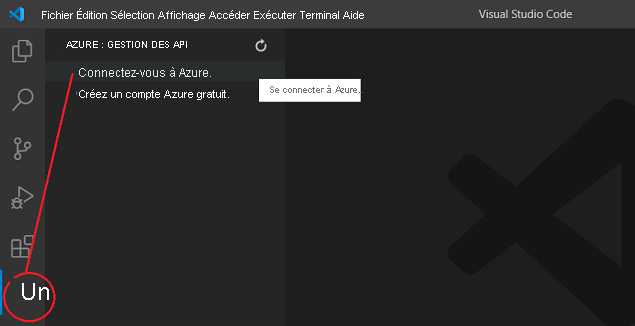 Fichier Édition Sélection Affichage Accéder Exécuter Terminal Aide
Visual Studio Code
AZURE : GESTION DES API
Connectez-vous à Azure.
Se connecter à Azure.
Créez un compte Azure gratuit.
Un